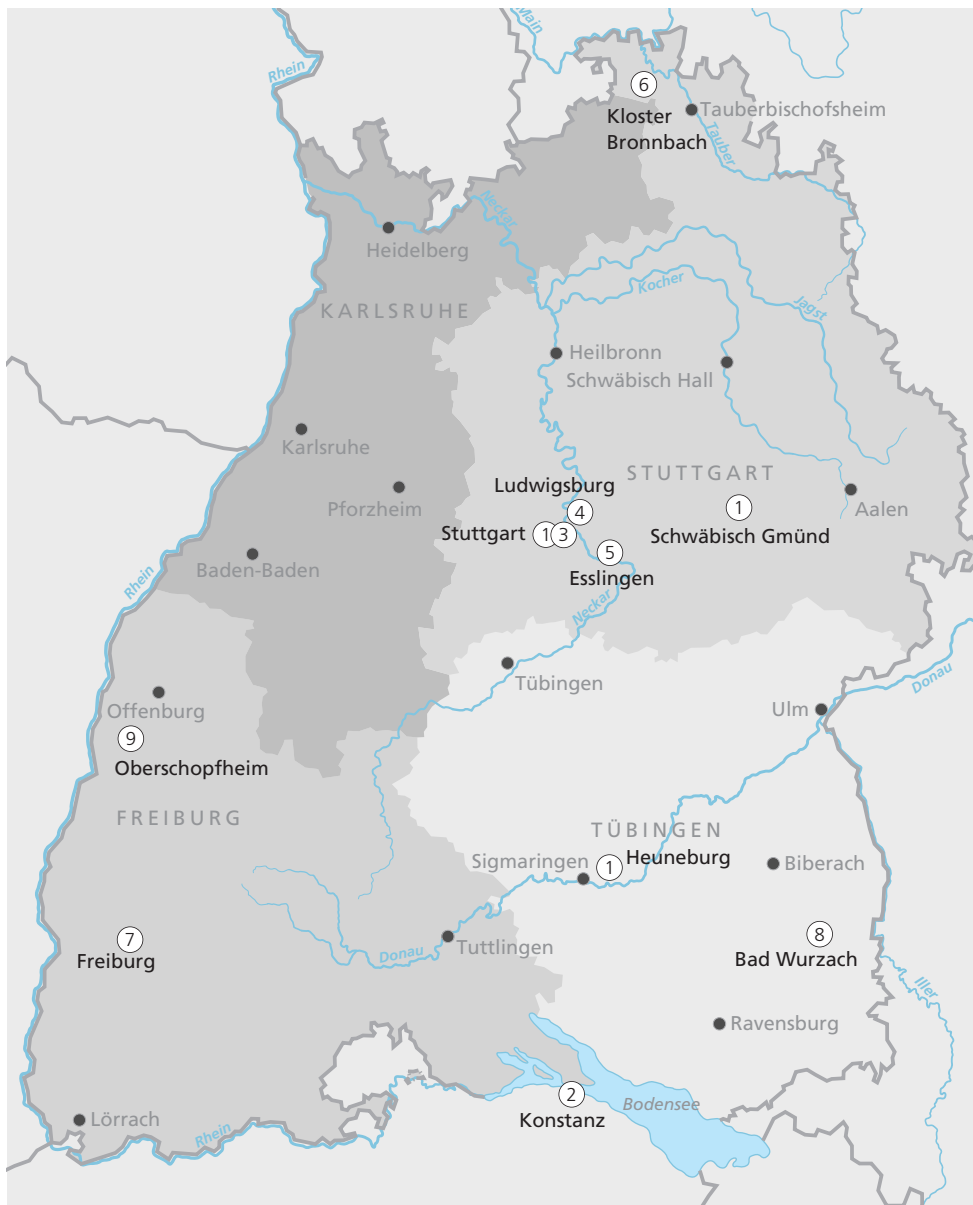 Main
Rhein
6
Kloster
Bronnbach
Tauberbischofsheim
Tauber
Neckar
Heidelberg
KARLSRUHE
Kocher
Jagst
Heilbronn
Schwäbisch Hall
Karlsruhe
STUTTGART
Ludwigsburg
Pforzheim
4
1
Aalen
Stuttgart 1 3
Schwäbisch Gmünd
5
Esslingen
Baden-Baden
Rhein
Neckar
Tübingen
Donau
Offenburg
Ulm
9
Oberschopfheim
FREIBURG
TÜBINGEN
Sigmaringen
1
Heuneburg
Biberach
7
Freiburg
Donau
Tuttlingen
8
Bad Wurzach
Iller
Ravensburg
2
Konstanz
Bodensee
Lörrach
Rhein